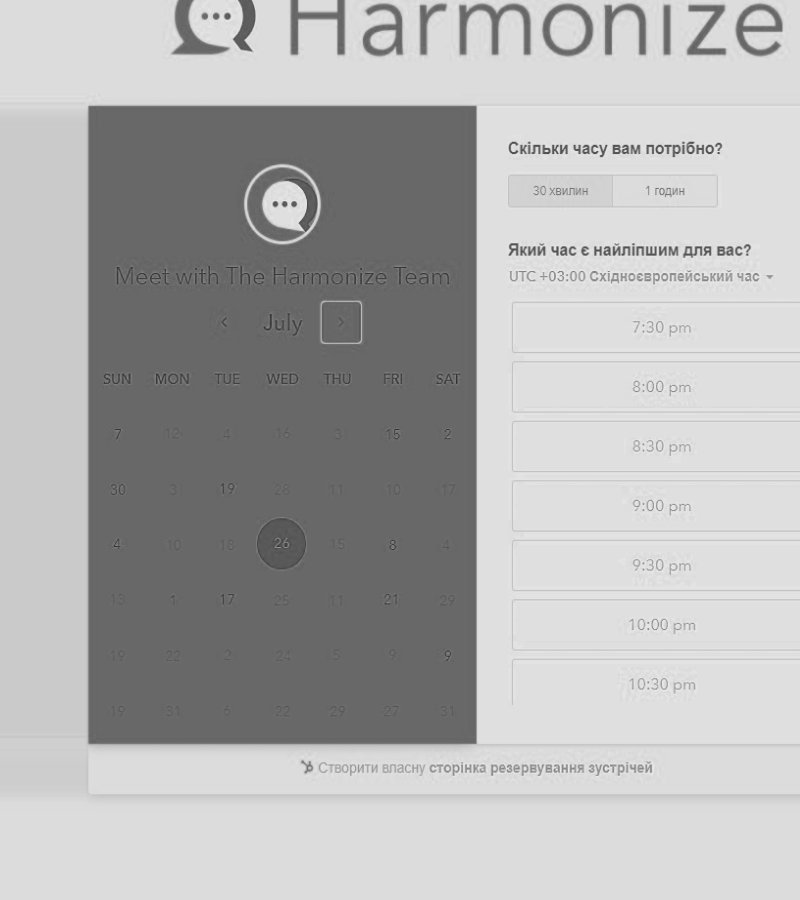 Harmonize
Meet with The Harmonize Team
July
SUN MON TUE WED THU FRI SAT
7 12 4 16 3 15 2
30 3 19 28 11 10 17
4 10 18 26 15 8 4
13 1 17 25 11 21 29
19 22 2 24 5 9 9
19 31 6 22 29 27 31
Скільки часу вам потрібно?
30 хвилин 1 годин
Який час є найліпшим для вас?
UTC +03:00 Східноєвропейський час
7:30 pm
8:00 pm
8:30 pm
9:00 pm
9:30 pm
10:00 pm
10:30 pm
Створити власну сторінка резервування зустрічей